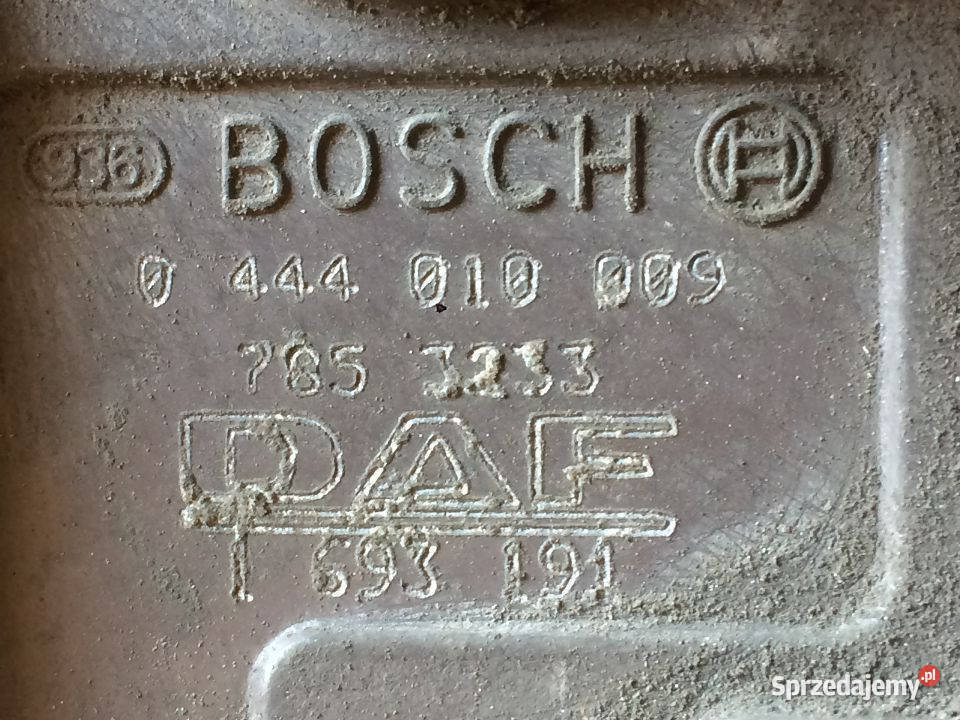 936 BOSCH
0 444 010 009
785 3233
DAF
1 693 191
Sprzedajemy.pl